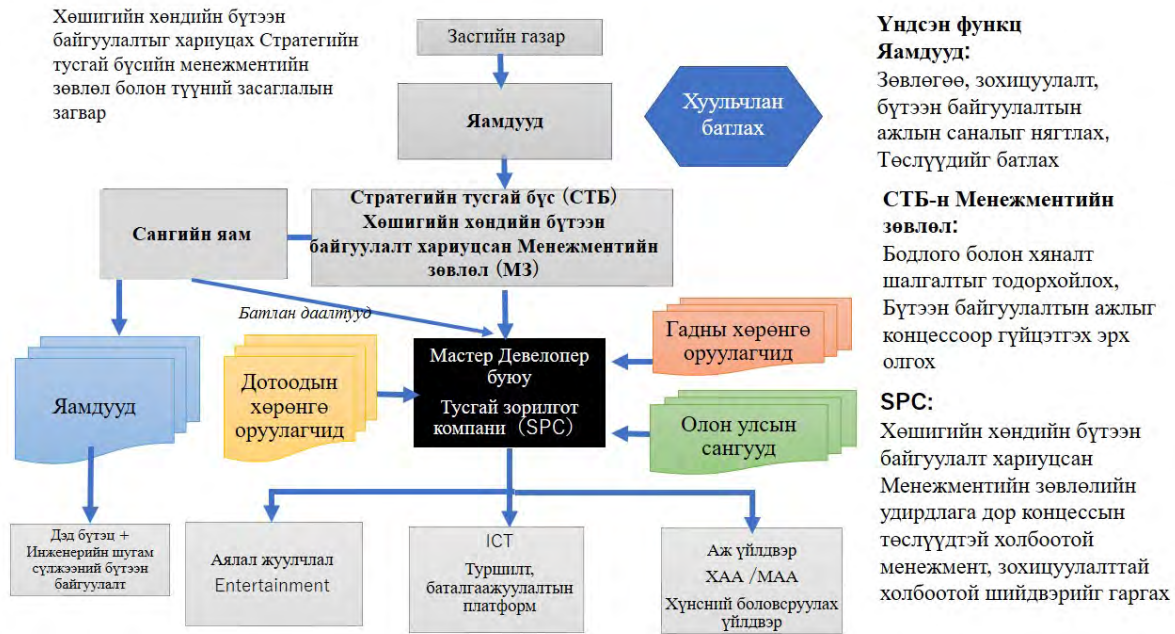 Хөшигийн хөндийн бүтээн
байгуулалтыг хариуцах Стратегийн
тусгай бүсийн менежментийн
зөвлөл болон түүний засаглалын
загвар
Засгийн газар
Яамдууд
Хуульчлан
батлах
Стратегийн тусгай бүс (СТБ)
Хөшигийн хөндийн бүтээн
байгуулалт хариуцсан Менежментийн
зөвлөл (МЗ)
Сангийн яам
Батлан даалтууд
Яамдууд
Дотоодын
хөрөнгө
оруулагчид
Мастер Девелопер
буюу
Тусгай зорилгот
компани (SPC)
Гадны хөрөнгө
оруулагчид
Олон улсын
сангууд
Дэд бүтэц +
Инженерийн шугам
сүлжээний бүтээн
байгуулалт
Аялал жуулчлал
Entertainment
ICT
Туршилт,
баталгаажуулалтын
платформ
Аж үйлдвэр
ХАА /МАА
Хүнсний боловсруулах
үйлдвэр
Үндсэн функц
Яамдууд:
Зөвлөгөө, зохицуулалт,
бүтээн байгуулалтын
ажлын саналыг нягтлах,
Төслүүдийг батлах
СТБ-н Менежментийн
зөвлөл:
Бодлого болон хяналт
шалгалтыг тодорхойлох,
Бүтээн байгуулалтын ажлыг
концессоор гүйцэтгэх эрх
олгох
SPC:
Хөшигийн хөндийн бүтээн
байгуулалт хариуцсан
Менежментийн зөвлөлийн
удирдлага дор концессын
төслүүдтэй холбоотой
менежмент, зохицуулалттай
холбоотой шийдвэрийг гаргах